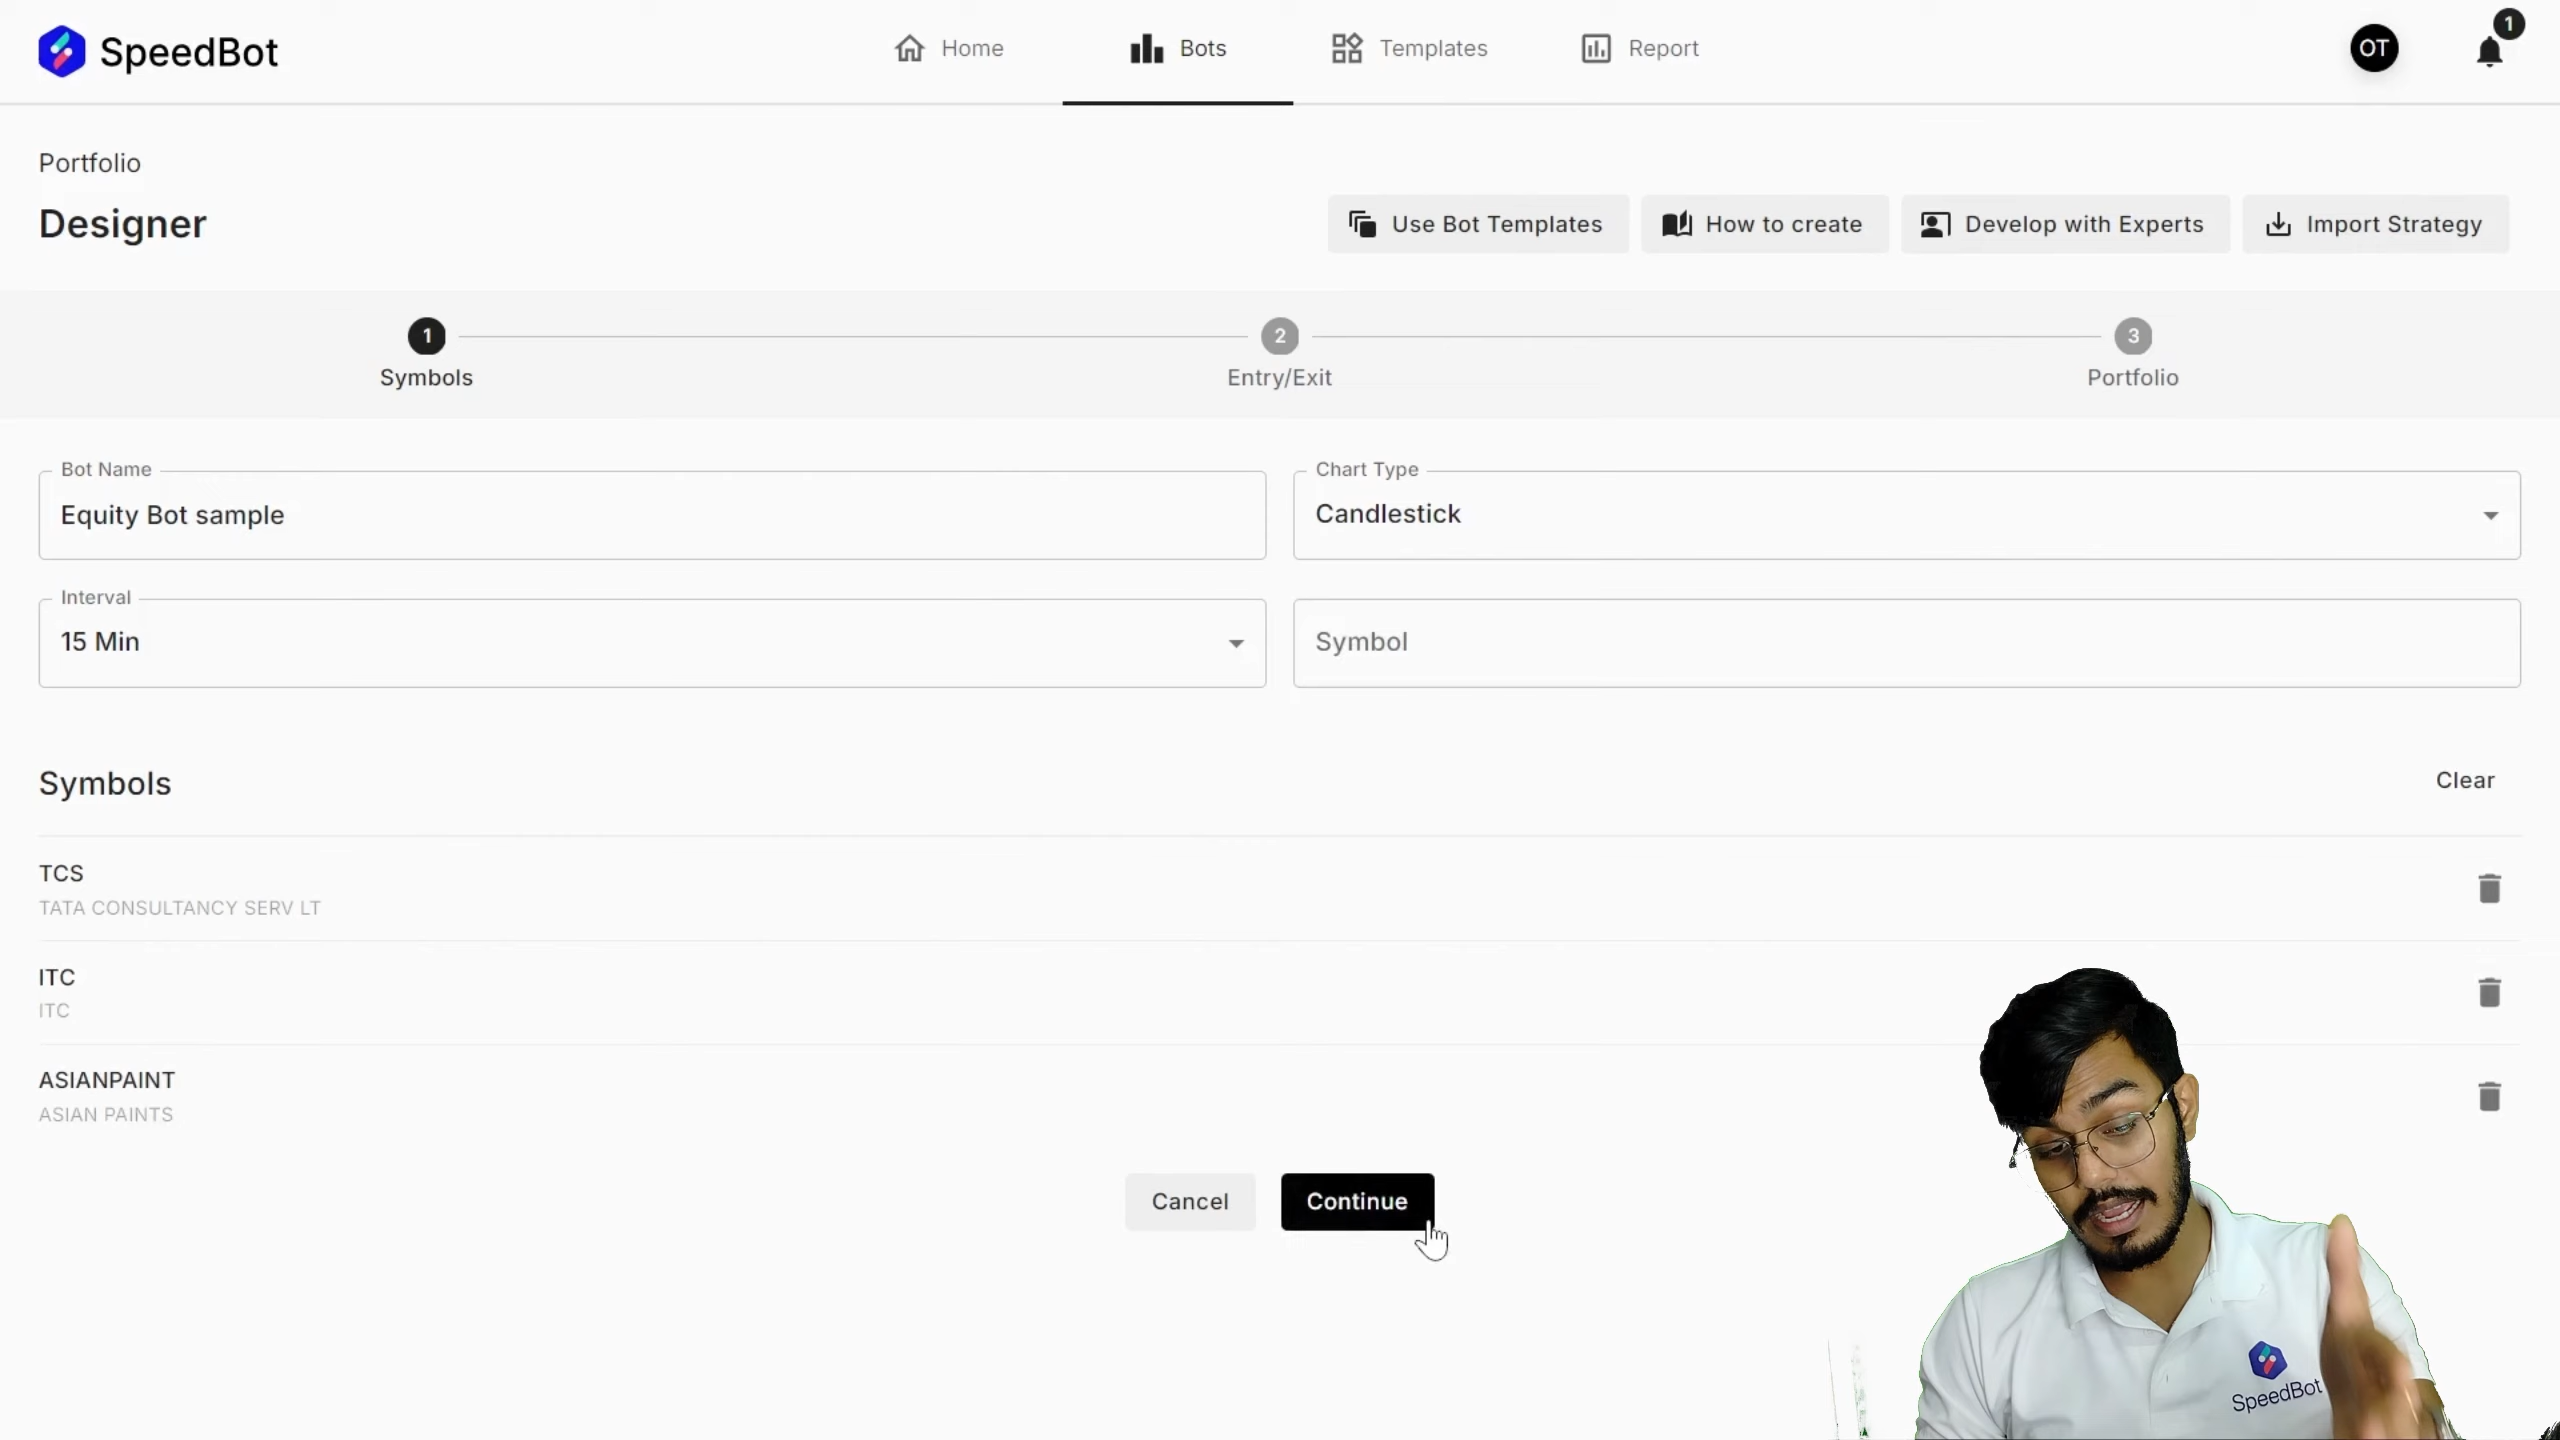 SpeedBot
Home
Bots
Templates
Report
OT
1
Portfolio
Designer
Use Bot Templates
How to create
Develop with Experts
Import Strategy
1
2
3
Symbols
Entry/Exit
Portfolio
Bot Name
Equity Bot sample
Chart Type
Candlestick
Interval
15 Min
Symbol
Symbols
Clear
TCS
TATA CONSULTANCY SERV LT
ITC
ITC
ASIANPAINT
ASIAN PAINTS
Cancel
Continue
SpeedBot